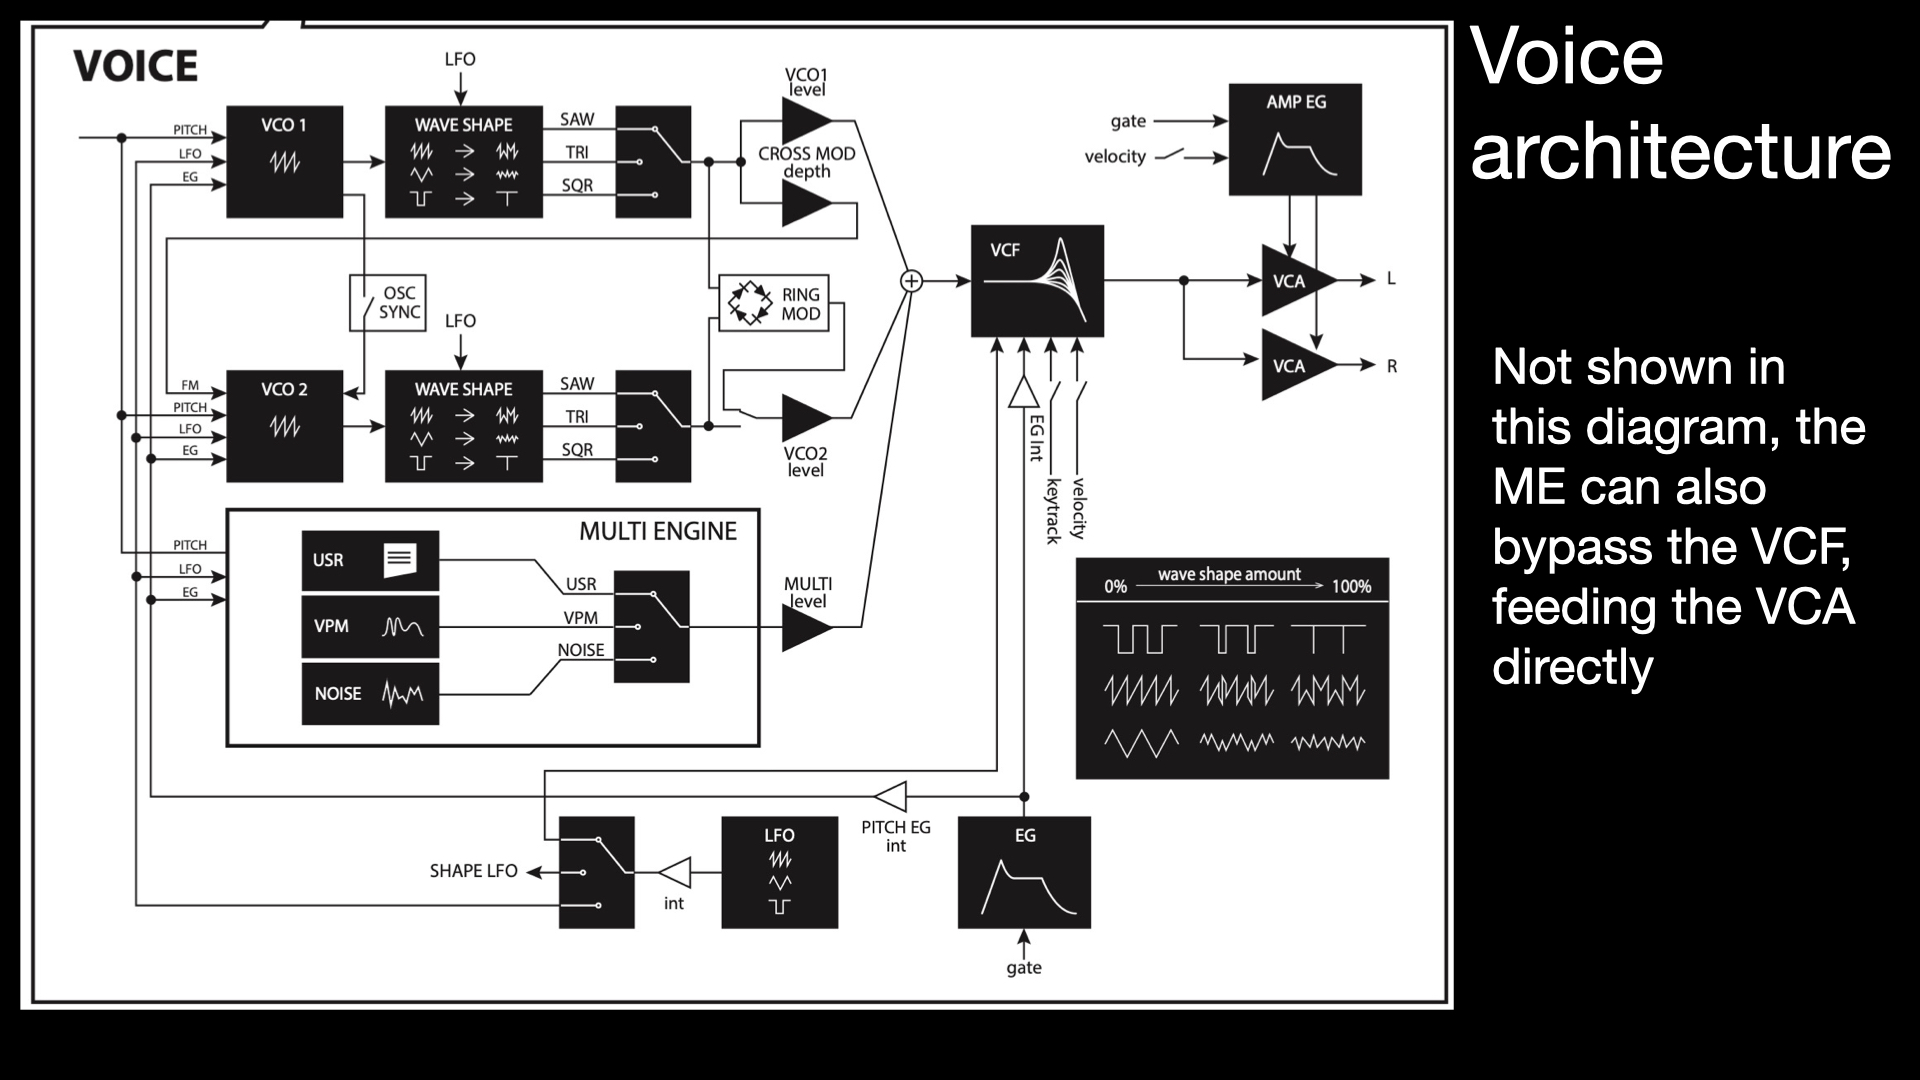 VOICE
LFO
PITCH
LFO
EG
VCO 1
WAVE SHAPE
SAW
TRI
SQR
VCO1
level
CROSS MOD
depth
OSC
SYNC
RING
MOD
LFO
FM
PITCH
LFO
EG
VCO 2
WAVE SHAPE
SAW
TRI
SQR
VCO2
level
PITCH
LFO
EG
MULTI ENGINE
USR
VPM
NOISE
USR
VPM
NOISE
MULTI
level
VCF
EG Int
keytrack
velocity
gate
velocity
AMP EG
VCA
L
VCA
R
wave shape amount
0%
100%
SHAPE LFO
int
LFO
PITCH EG
int
EG
gate
Voice
architecture
Not shown in
this diagram, the
ME can also
bypass the VCF,
feeding the VCA
directly